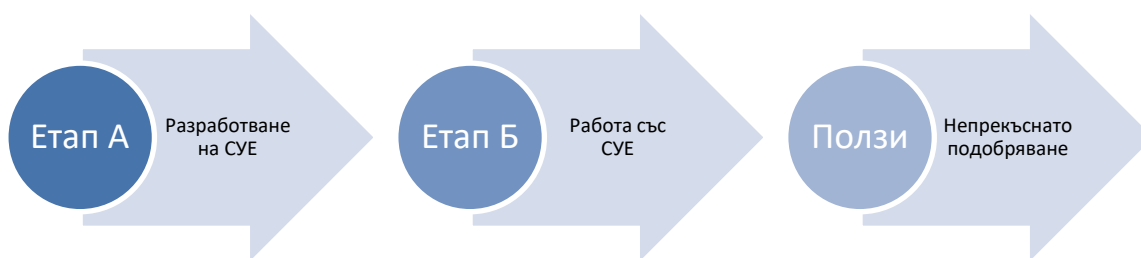 Етап А
Разработване
на СУЕ
Етап Б
Работа със
СУЕ
Ползи
Непрекъснато
подобряване